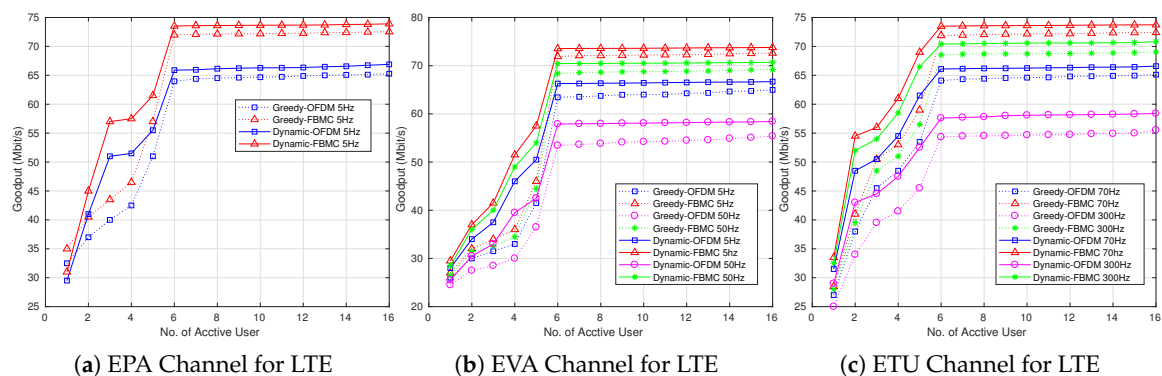 75
70
65
60
55
50
45
40
35
30
25
Goodput (Mbit/s)
Greedy-OFDM 5Hz
Greedy-FBMC 5Hz
Dynamic-OFDM 5Hz
Dynamic-FBMC 5Hz
2 4 6 8 10 12 14 16
No. of Acctive User
(a) EPA Channel for LTE
80
70
60
50
40
30
20
Goodput (Mbit/s)
Greedy-OFDM 5Hz
Greedy-FBMC 5Hz
Greedy-OFDM 50Hz
Greedy-FBMC 50Hz
Dynamic-OFDM 5Hz
Dynamic-FBMC 5hz
Dynamic-OFDM 50Hz
Dynamic-FBMC 50Hz
0 2 4 6 8 10 12 14 16
No. of Acctive User
(b) EVA Channel for LTE
75
70
65
60
55
50
45
40
35
30
25
Goodput (Mbit/s)
Greedy-OFDM 70Hz
Greedy-FBMC 70Hz
Greedy-OFDM 300Hz
Greedy-FBMC 300Hz
Dynamic-OFDM 70Hz
Dynamic-FBMC 70hz
Dynamic-OFDM 300Hz
Dynamic-FBMC 300Hz
0 2 4 6 8 10 12 14 16
No. of Acctive User
(c) ETU Channel for LTE